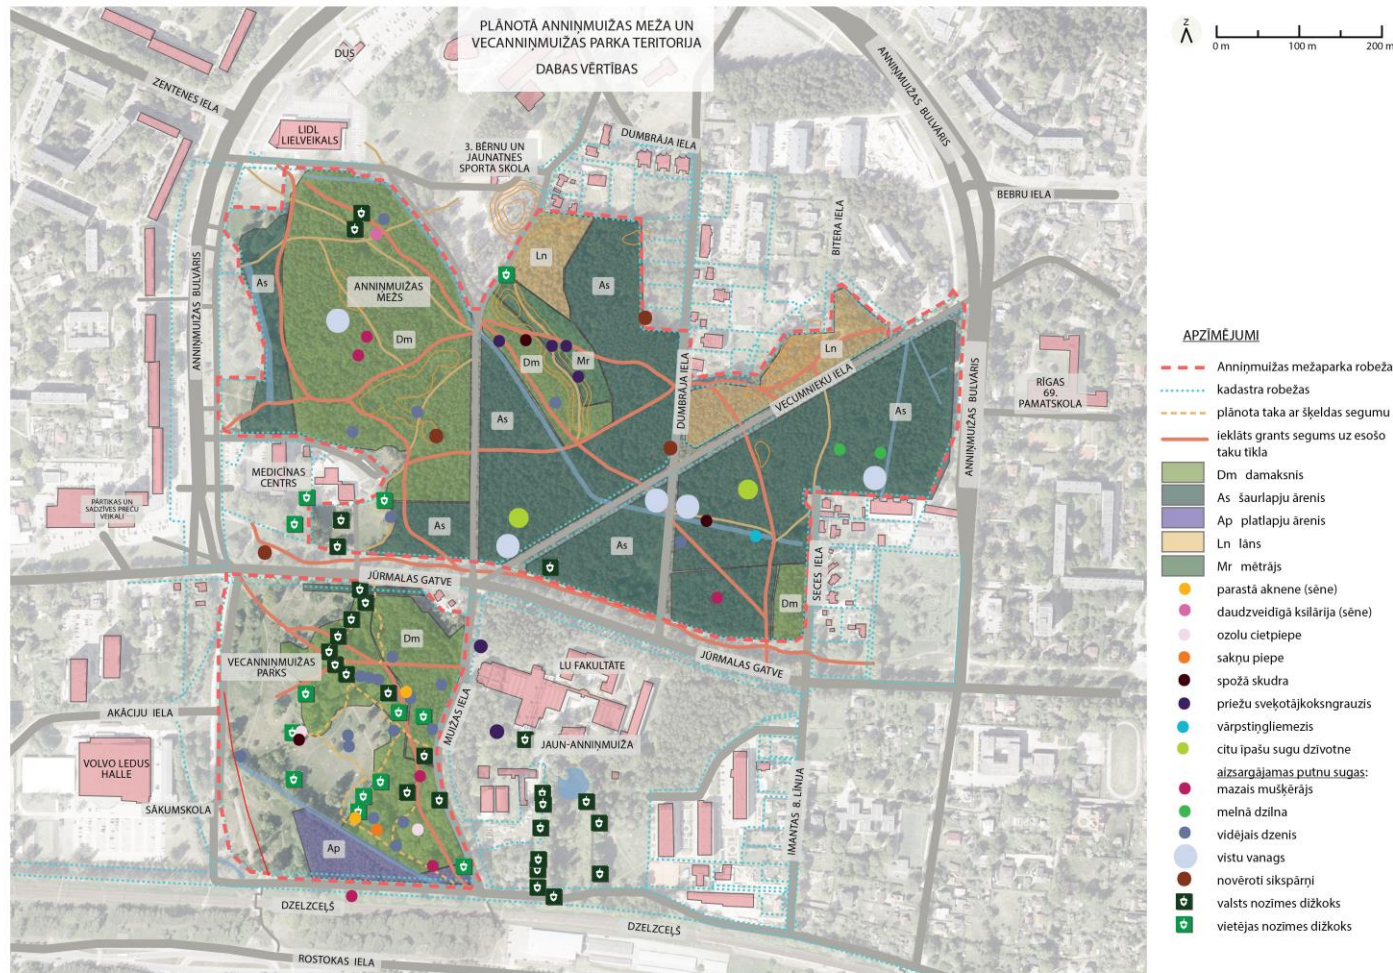 PLĀNOTĀ ANNIŅMUIŽAS MEŽA UN
VECANNIŅMUIŽAS PARKA TERITORIJA
DABAS VĒRTĪBAS
Z
0 m
100 m
200 m
DUS
ZENTENES IELA
ANNIŅMUIŽAS BULVĀRIS
LIDL
LIELVEIKALS
3. BĒRNU UN
JAUNATNES
SPORTA SKOLA
DUMBRĀJA IELA
BEBRU IELA
BITERA IELA
ANNIŅMUIŽAS BULVĀRIS
As
ANNIŅMUIŽAS
MEŽS
Dm
Ln
As
Dm
Mr
Ln
DUMBRĀJA IELA
VECUMNIEKU IELA
As
As
RĪGAS
69.
PAMATSKOLA
ANNIŅMUIŽAS BULVĀRIS
MEDICĪNAS
CENTRS
PĀRTIKAS UN
SADZĪVES PREČU
VEIKALI
As
As
SECES IELA
Dm
JŪRMALAS GATVE
JŪRMALAS GATVE
Dm
VECANNIŅMUIŽAS
PARKS
LU FAKULTĀTE
MUIŽAS IELA
AKĀCIJU IELA
JAUN-ANNIŅMUIŽA
VOLVO LEDUS
HALLE
SĀKUMSKOLA
IMANTAS 8. LĪNIJA
Ap
DZELZCEĻŠ
DZELZCEĻŠ
ROSTOKAS IELA
APZĪMĒJUMI
Anniņmuižas mežaparka robeža
kadastra robežas
plānota taka ar šķeldas segumu
ieklāts grants segums uz esošo
taku tīkla
Dm damaksnis
As šaurlapju ārenis
Ap platlapju ārenis
Ln lāns
Mr mētrājs
parastā aknene (sēne)
daudzveidīgā ksilārija (sēne)
ozolu cietpiepe
sakņu piepe
spožā skudra
priežu sveķotājkoksngrauzis
vārpstiņgliemezis
citu īpašu sugu dzīvotne
aizsargājamas putnu sugas:
mazais mušķērājs
melnā dzilna
vidējais dzenis
vistu vanags
novēroti sikspārņi
valsts nozīmes dižkoks
vietējas nozīmes dižkoks